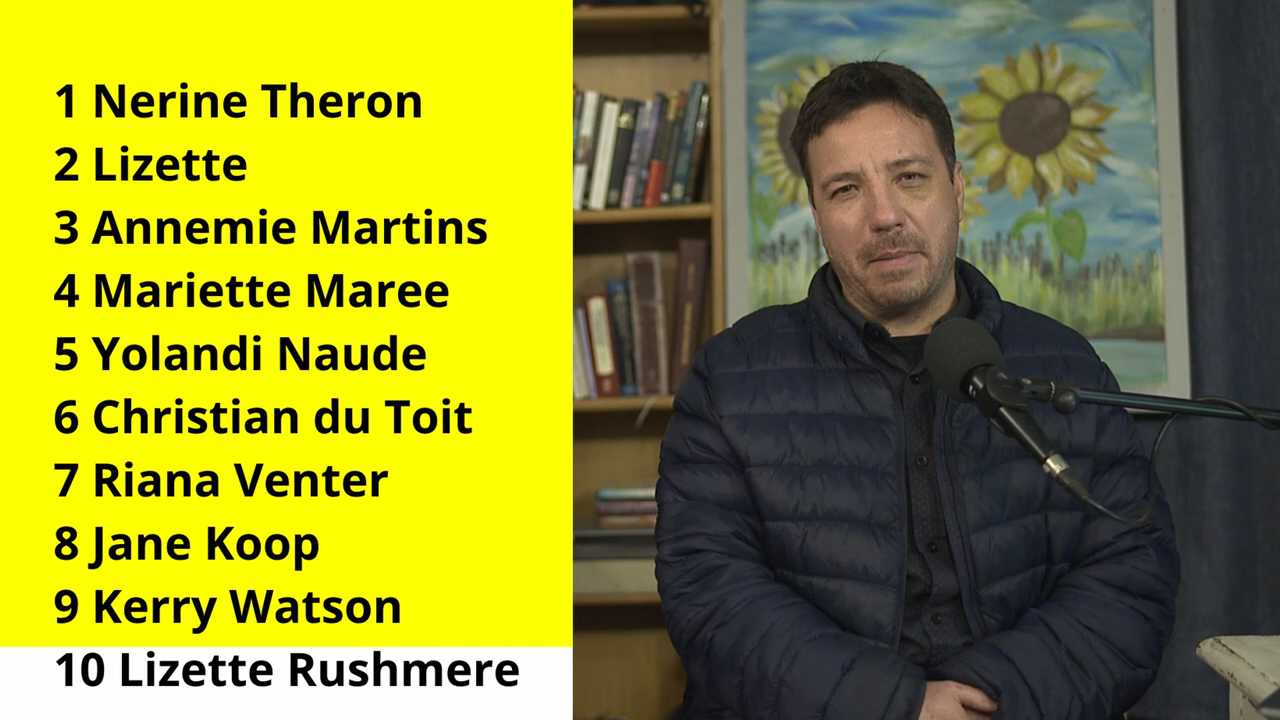 1 Nerine Theron
2 Lizette
3 Annemie Martins
4 Mariette Maree
5 Yolandi Naude
6 Christian du Toit
7 Riana Venter
8 Jane Koop
9 Kerry Watson
10 Lizette Rushmere